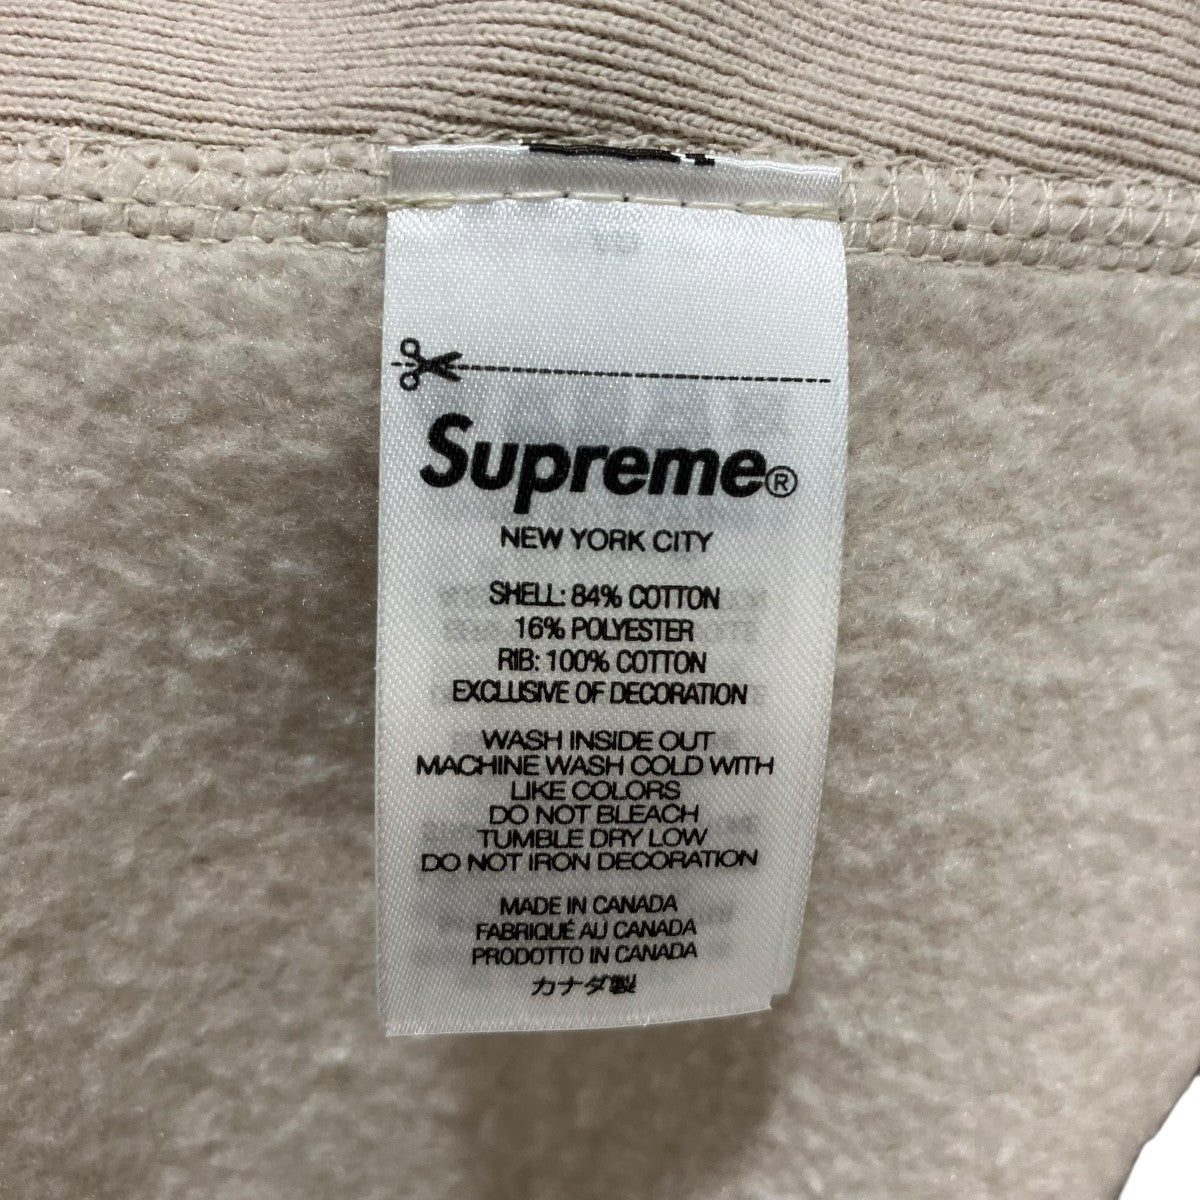 Supreme®
NEW YORK CITY
SHELL: 84% COTTON
16% POLYESTER
RIB: 100% COTTON
EXCLUSIVE OF DECORATION
WASH INSIDE OUT
MACHINE WASH COLD WITH
LIKE COLORS
DO NOT BLEACH
TUMBLE DRY LOW
DO NOT IRON DECORATION
MADE IN CANADA
FABRIQUÉ AU CANADA
PRODOTTO IN CANADA
カナダ製